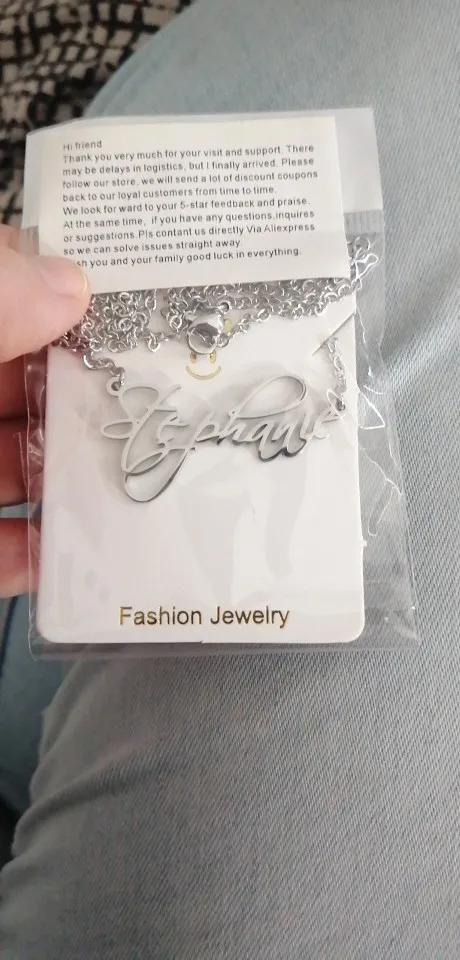 Hi friend
Thank you very much for your visit and support. There
may be delays in logistics, but I finally arrived. Please
follow our store, we will send a lot of discount coupons
back to our loyal customers from time to time.
We look for ward to your 5-star feedback and praise.
At the same time, if you have any questions,inquires
or suggestions.Pls contant us directly Via Aliexpress
so we can solve issues straight away
you and your family good luck in everything.
Stephanie
Fashion Jewelry